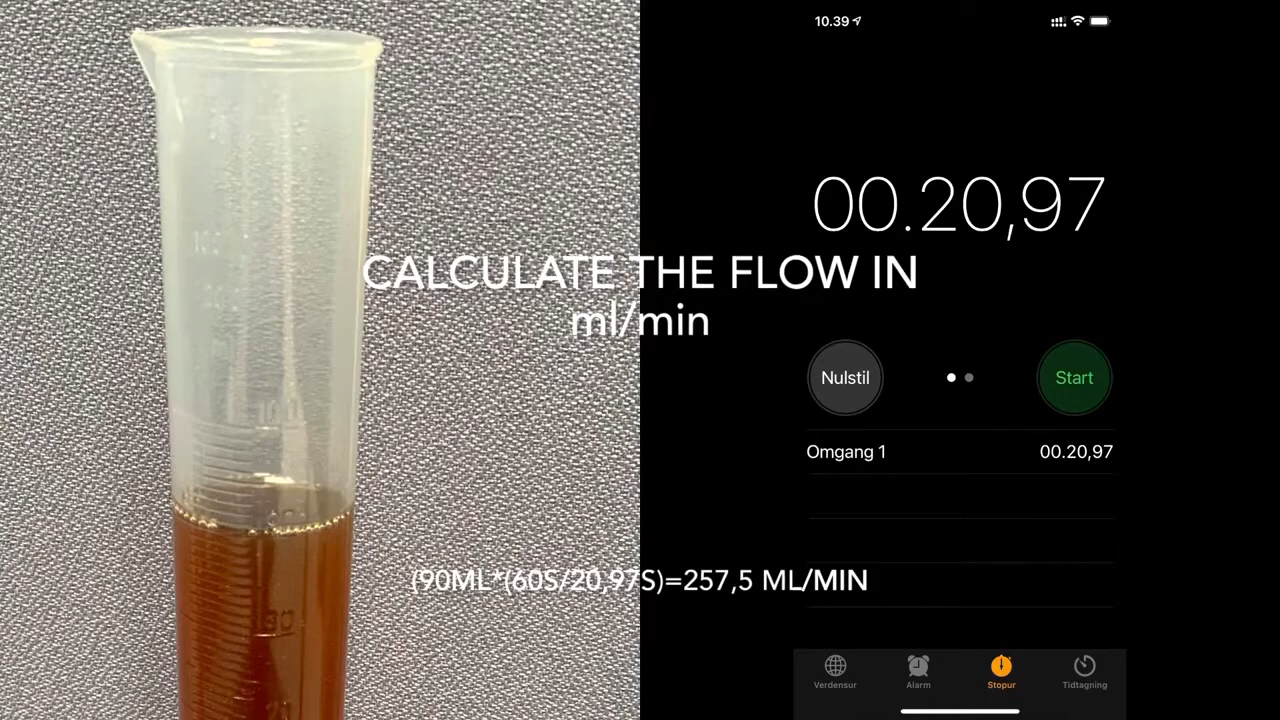 10.39
00.20,97
CALCULATE THE FLOW IN
ml/min
Nulstil
Start
Omgang 1
00.20,97
(90ML*(60S/20,97S)=257,5 ML/MIN
Verdensur
Alarm
Stopur
Tidtagning